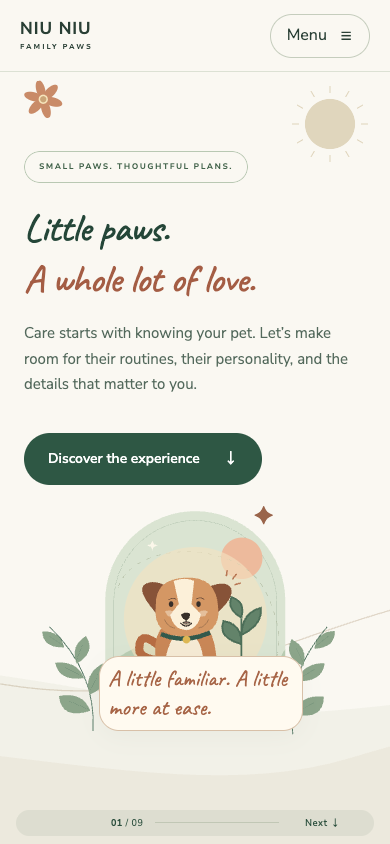 NIU NIU
FAMILY PAWS
Menu
SMALL PAWS. THOUGHTFUL PLANS.
Little paws.
A whole lot of love.
Care starts with knowing your pet. Let's make
room for their routines, their personality, and the
details that matter to you.
Discover the experience ↓
A little familiar. A little
more at ease.
01 / 09
Next ↓